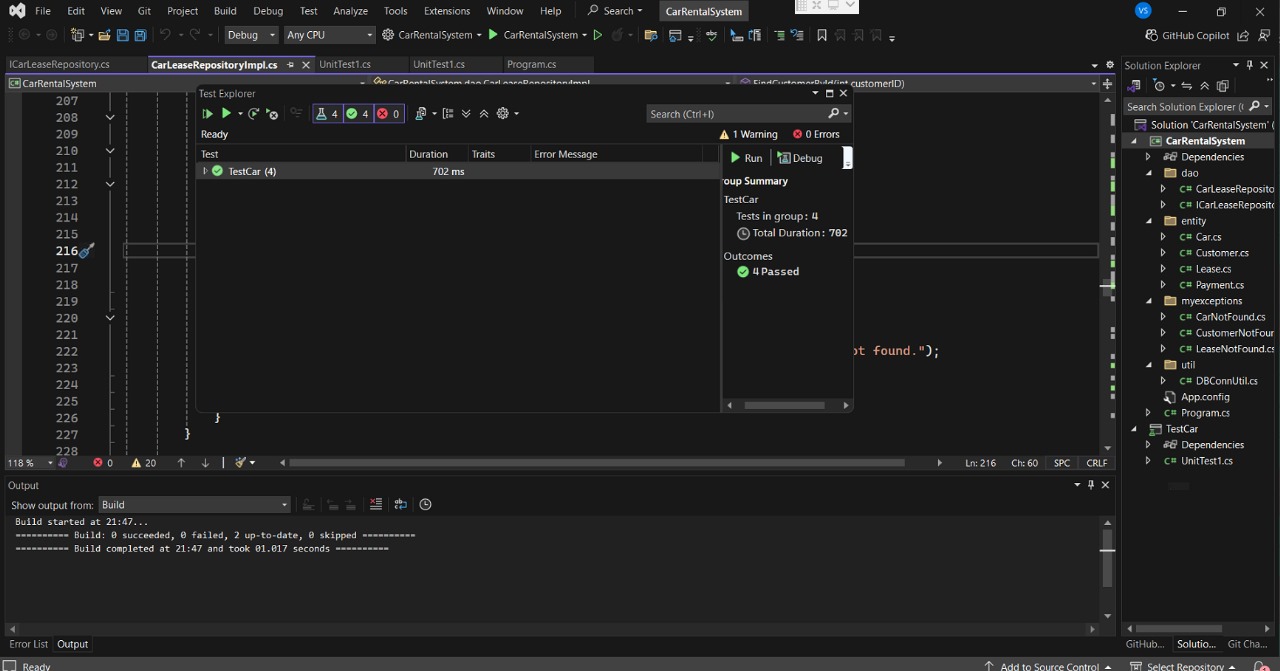 File Edit View Git Project Build Debug Test Analyze Tools Extensions Window Help Search CarRentalSystem VS
Debug Any CPU CarRentalSystem CarRentalSystem GitHub Copilot
ICarLeaseRepository.cs CarLeaseRepositoryImpl.cs UnitTest1.cs UnitTest1.cs Program.cs
CarRentalSystem CarRentalSystem.dao.CarLeaseRepositoryImpl FindCustomerById(int customerID)
207
208
209
210
211
212
213
214
215
216
217
218
219
220
221
222 ot found.");
223
224
225
226 }
227 }
228
Test Explorer
4 4 0
Search (Ctrl+I)
Ready 1 Warning 0 Errors
Test Duration Traits Error Message
TestCar (4) 702 ms
Run Debug
oup Summary
TestCar
Tests in group: 4
Total Duration: 702
Outcomes
4 Passed
118 % 0 20 Ln: 216 Ch: 60 SPC CRLF
Output
Show output from: Build
Build started at 21:47...
========== Build: 0 succeeded, 0 failed, 2 up-to-date, 0 skipped ==========
========== Build completed at 21:47 and took 01.017 seconds ==========
Error List Output
Ready Add to Source Control Select Repository
Solution Explorer
Search Solution Explorer (
Solution 'CarRentalSystem' (
CarRentalSystem
Dependencies
dao
C# CarLeaseReposito
C# ICarLeaseReposito
entity
C# Car.cs
C# Customer.cs
C# Lease.cs
C# Payment.cs
myexceptions
C# CarNotFound.cs
C# CustomerNotFour
C# LeaseNotFound.cs
util
C# DBConnUtil.cs
App.config
C# Program.cs
TestCar
Dependencies
C# UnitTest1.cs
GitHub... Solutio... Git Cha...